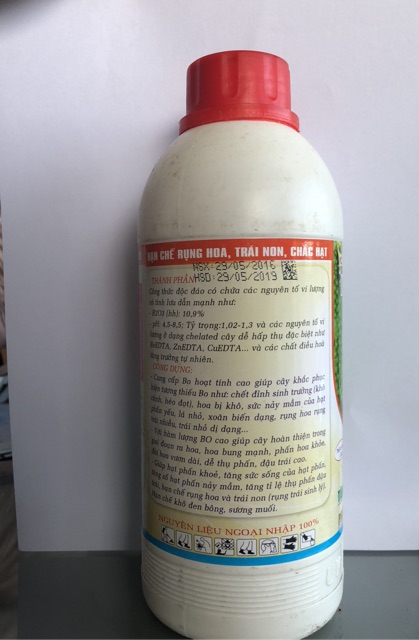 HẠN CHẾ RỤNG HOA, TRÁI NON, CHẮC HẠT
NSX: 29/05/2016
THÀNH PHẦN HSD: 29/05/2019
Công thức độc đáo có chứa các nguyên tố vi lượng
có tính lưu dẫn mạnh như:
- B2O3 (hh): 10,9%
- pH: 4,5-8,5; Tỷ trọng:1,02-1,3 và các nguyên tố vi
lượng ở dạng chelated cây dễ hấp thụ đặc biệt như
ZnEDTA, CuEDTA... và các chất điều hoà
tăng trưởng tự nhiên.
CÔNG DỤNG:
- Cung cấp Bo hoạt tính cao giúp cây khắc phục
hiện tượng thiếu Bo như: chết đỉnh sinh trưởng (khô
cành, héo đọt), hoa bị khô, sức nảy mầm của hạt
phấn yếu, lá nhỏ, xoăn biến dạng, rụng hoa rụng
trái nhiều, trái nhỏ dị dạng...
- Với hàm lượng BO cao giúp cây hoàn thiện trong
giai đoạn ra hoa, hoa bung mạnh, phấn hoa khỏe,
vòi hoa vươn dài, dễ thụ phấn, đậu trái cao.
- Giúp hạt phấn khoẻ, tăng sức sống của hạt phấn,
tăng số hạt phấn nảy mầm, tăng tỉ lệ thụ phấn đậu
trái, hạn chế rụng hoa và trái non (rụng trái sinh lý).
Hạn chế khô đen bông, sương muối.
NGUYÊN LIỆU NGOẠI NHẬP 100%